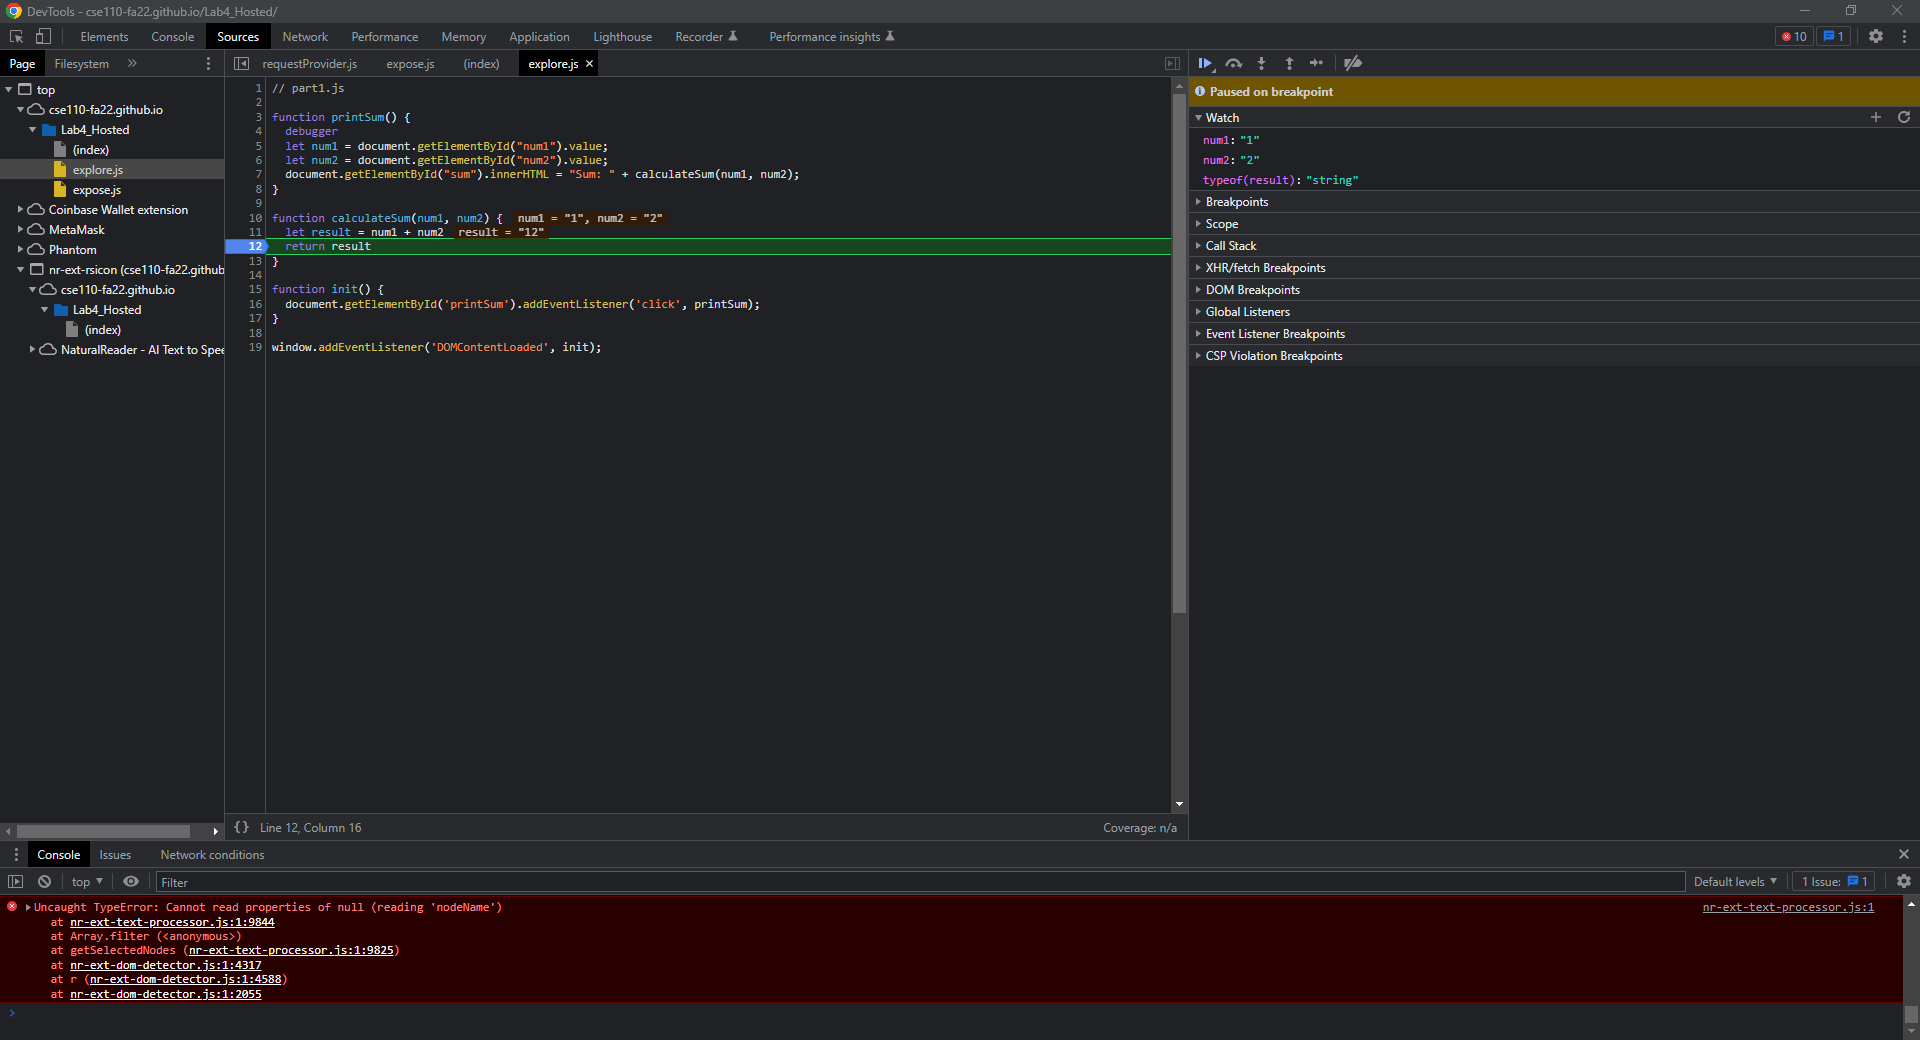 DevTools - cse110-fa22.github.io/Lab4_Hosted/
Elements Console Sources Network Performance Memory Application Lighthouse Recorder Performance insights 10 1
Page Filesystem » requestProvider.js expose.js (index) explore.js ×
top
cse110-fa22.github.io
Lab4_Hosted
(index)
explore.js
expose.js
Coinbase Wallet extension
MetaMask
Phantom
nr-ext-rsicon (cse110-fa22.github
cse110-fa22.github.io
Lab4_Hosted
(index)
NaturalReader - AI Text to Spee
1 // part1.js
2
3 function printSum() {
4 debugger
5 let num1 = document.getElementById("num1").value;
6 let num2 = document.getElementById("num2").value;
7 document.getElementById("sum").innerHTML = "Sum: " + calculateSum(num1, num2);
8 }
9
10 function calculateSum(num1, num2) { num1 = "1", num2 = "2"
11 let result = num1 + num2 result = "12"
12 return result
13 }
14
15 function init() {
16 document.getElementById('printSum').addEventListener('click', printSum);
17 }
18
19 window.addEventListener('DOMContentLoaded', init);
{} Line 12, Column 16 Coverage: n/a
Paused on breakpoint
Watch
num1: "1"
num2: "2"
typeof(result): "string"
Breakpoints
Scope
Call Stack
XHR/fetch Breakpoints
DOM Breakpoints
Global Listeners
Event Listener Breakpoints
CSP Violation Breakpoints
Console Issues Network conditions
top Filter Default levels 1 Issue: 1
Uncaught TypeError: Cannot read properties of null (reading 'nodeName') nr-ext-text-processor.js:1
at nr-ext-text-processor.js:1:9844
at Array.filter (<anonymous>)
at getSelectedNodes (nr-ext-text-processor.js:1:9825)
at nr-ext-dom-detector.js:1:4317
at r (nr-ext-dom-detector.js:1:4588)
at nr-ext-dom-detector.js:1:2055
>